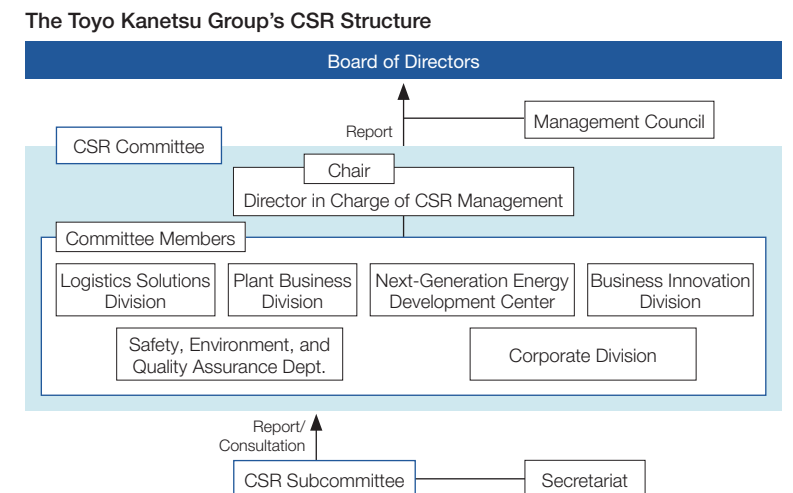 The Toyo Kanetsu Group's CSR Structure
Board of Directors
Report
Management Council
CSR Committee
Chair
Director in Charge of CSR Management
Committee Members
Logistics Solutions
Division
Plant Business
Division
Next-Generation Energy
Development Center
Business Innovation
Division
Safety, Environment, and
Quality Assurance Dept.
Corporate Division
Report/
Consultation
CSR Subcommittee
Secretariat